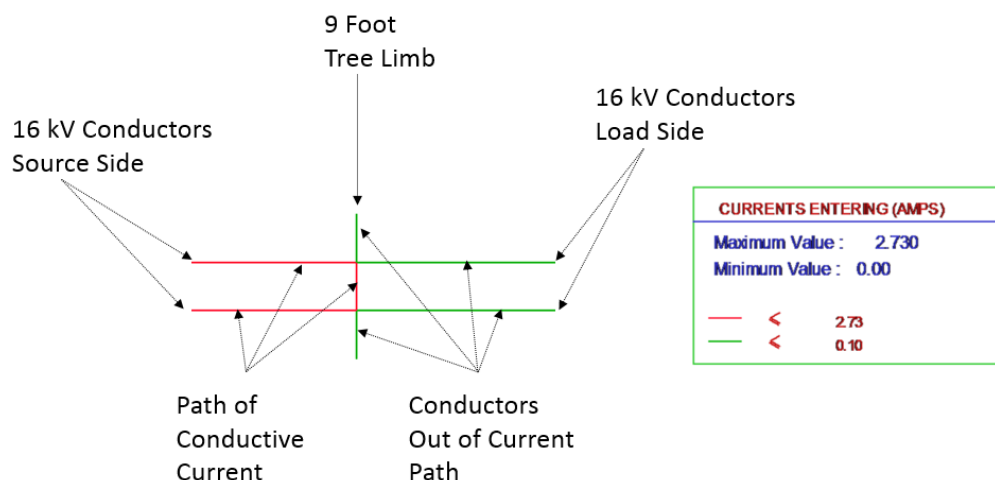 9 Foot
Tree Limb
16 kV Conductors
Source Side
16 kV Conductors
Load Side
CURRENTS ENTERING (AMPS)
Maximum Value : 2.730
Minimum Value : 0.00
< 2.73
< 0.10
Path of
Conductive
Current
Conductors
Out of Current
Path